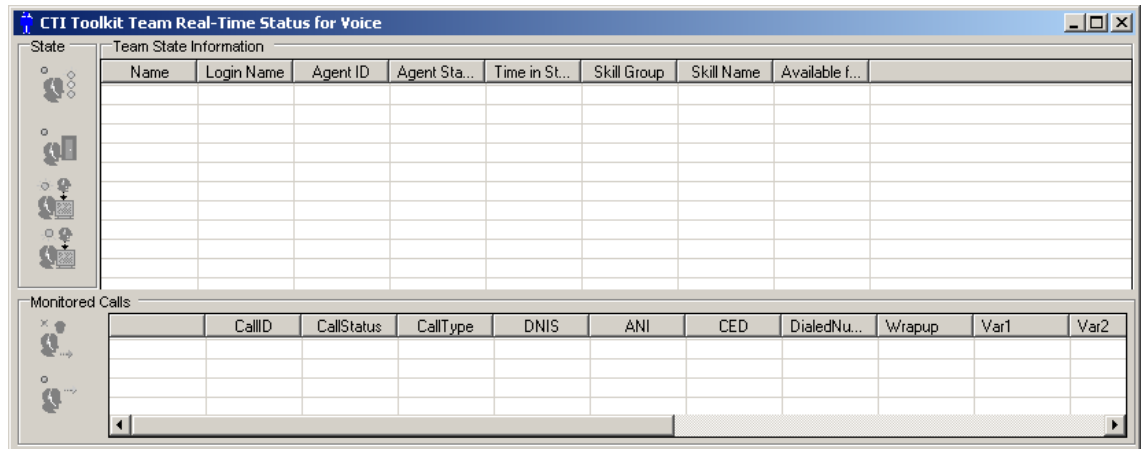 CTI Toolkit Team Real-Time Status for Voice
State
Team State Information
Name Login Name Agent ID Agent Sta... Time in St... Skill Group Skill Name Available f...
Monitored Calls
CallID CallStatus CallType DNIS ANI CED DialedNu... Wrapup Var1 Var2